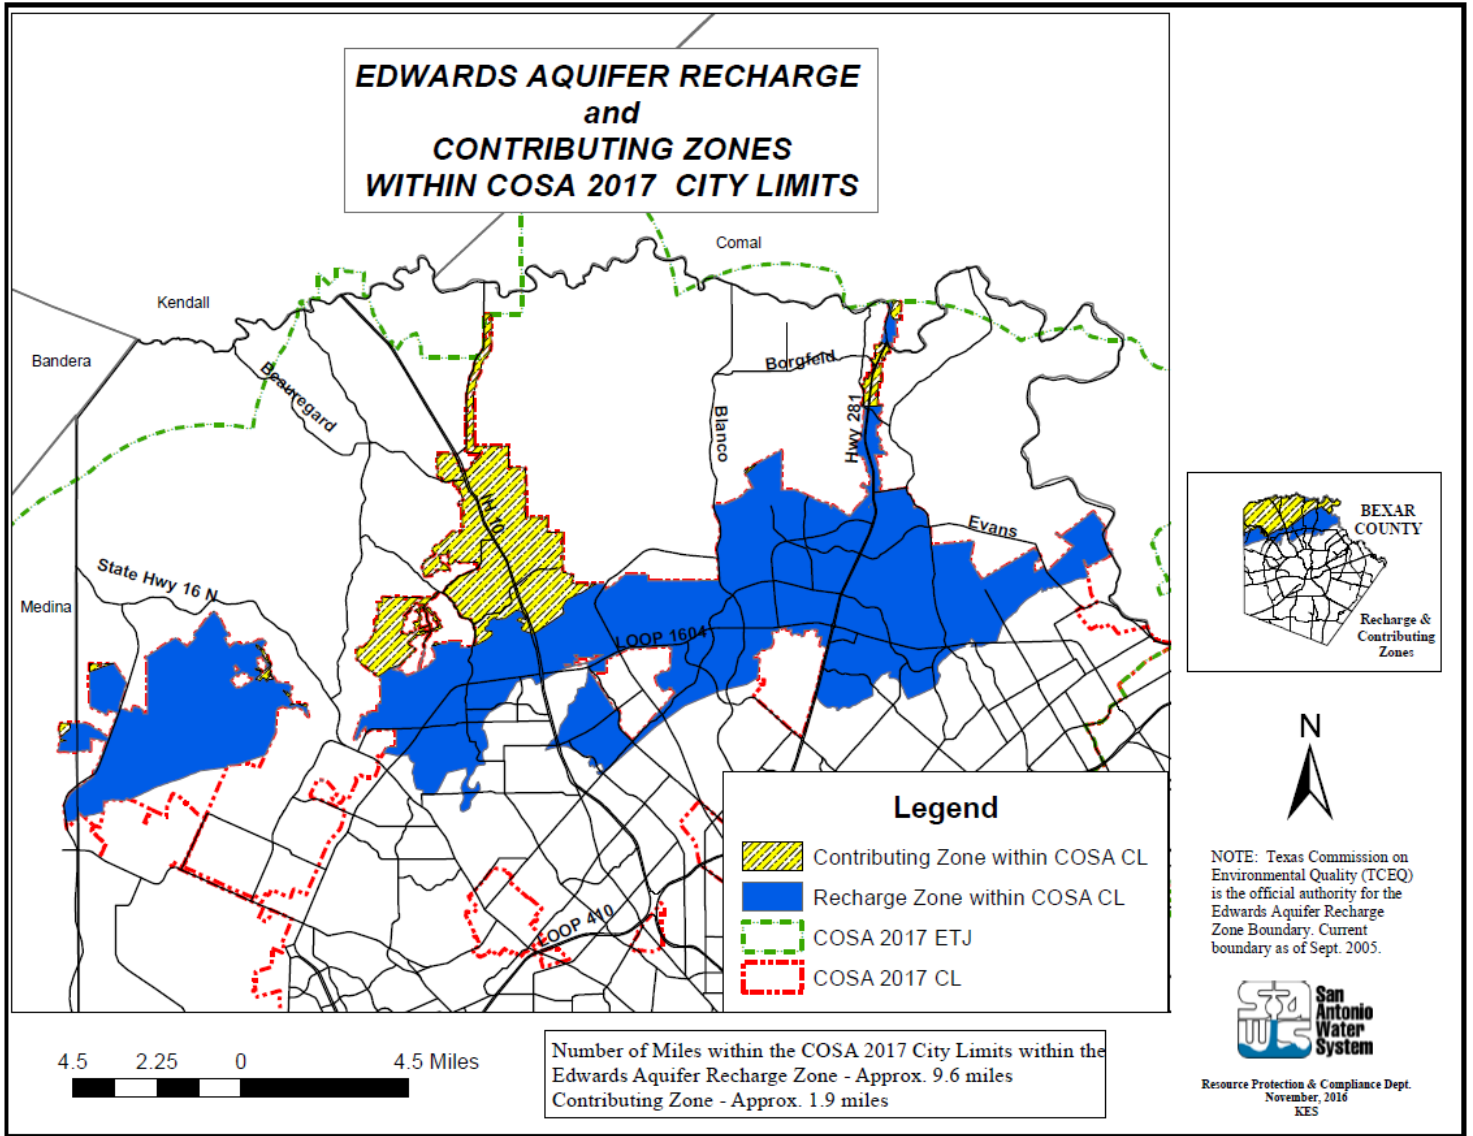 EDWARDS AQUIFER RECHARGE
and
CONTRIBUTING ZONES
WITHIN COSA 2017 CITY LIMITS
Comal
Kendall
Bandera
Beauregard
Borgfeld
Blanco
Hwy 281
IH 10
Evans
State Hwy 16 N
Medina
LOOP 1604
LOOP 410
Legend
Contributing Zone within COSA CL
Recharge Zone within COSA CL
COSA 2017 ETJ
COSA 2017 CL
BEXAR
COUNTY
Recharge &
Contributing
Zones
N
NOTE: Texas Commission on
Environmental Quality (TCEQ)
is the official authority for the
Edwards Aquifer Recharge
Zone Boundary. Current
boundary as of Sept. 2005.
SAWS
San
Antonio
Water
System
Resource Protection & Compliance Dept.
November, 2016
KES
4.5 2.25 0 4.5 Miles
Number of Miles within the COSA 2017 City Limits within the
Edwards Aquifer Recharge Zone - Approx. 9.6 miles
Contributing Zone - Approx. 1.9 miles